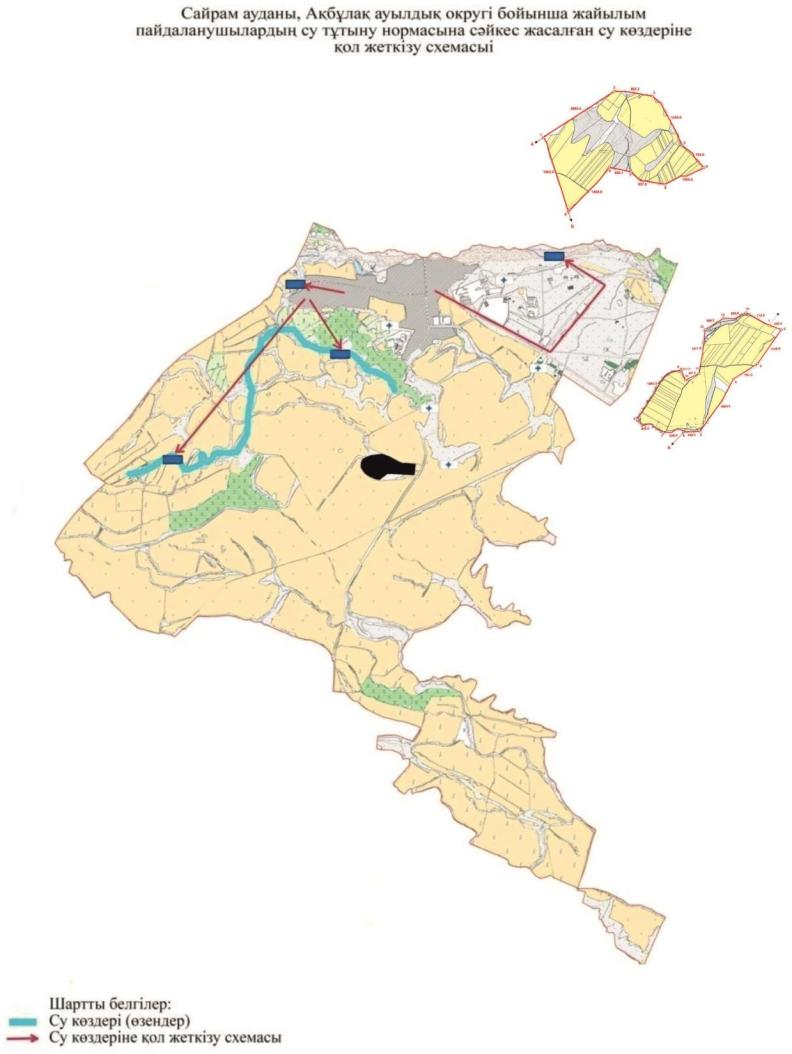 Сайрам ауданы, Ақбұлақ ауылдық округі бойынша жайылым
пайдаланушылардың су тұтыну нормасына сәйкес жасалған су көздеріне
қол жеткізу схемасыі
Шартты белгілер:
Су көздері (өзендер)
Су көздеріне қол жеткізу схемасы